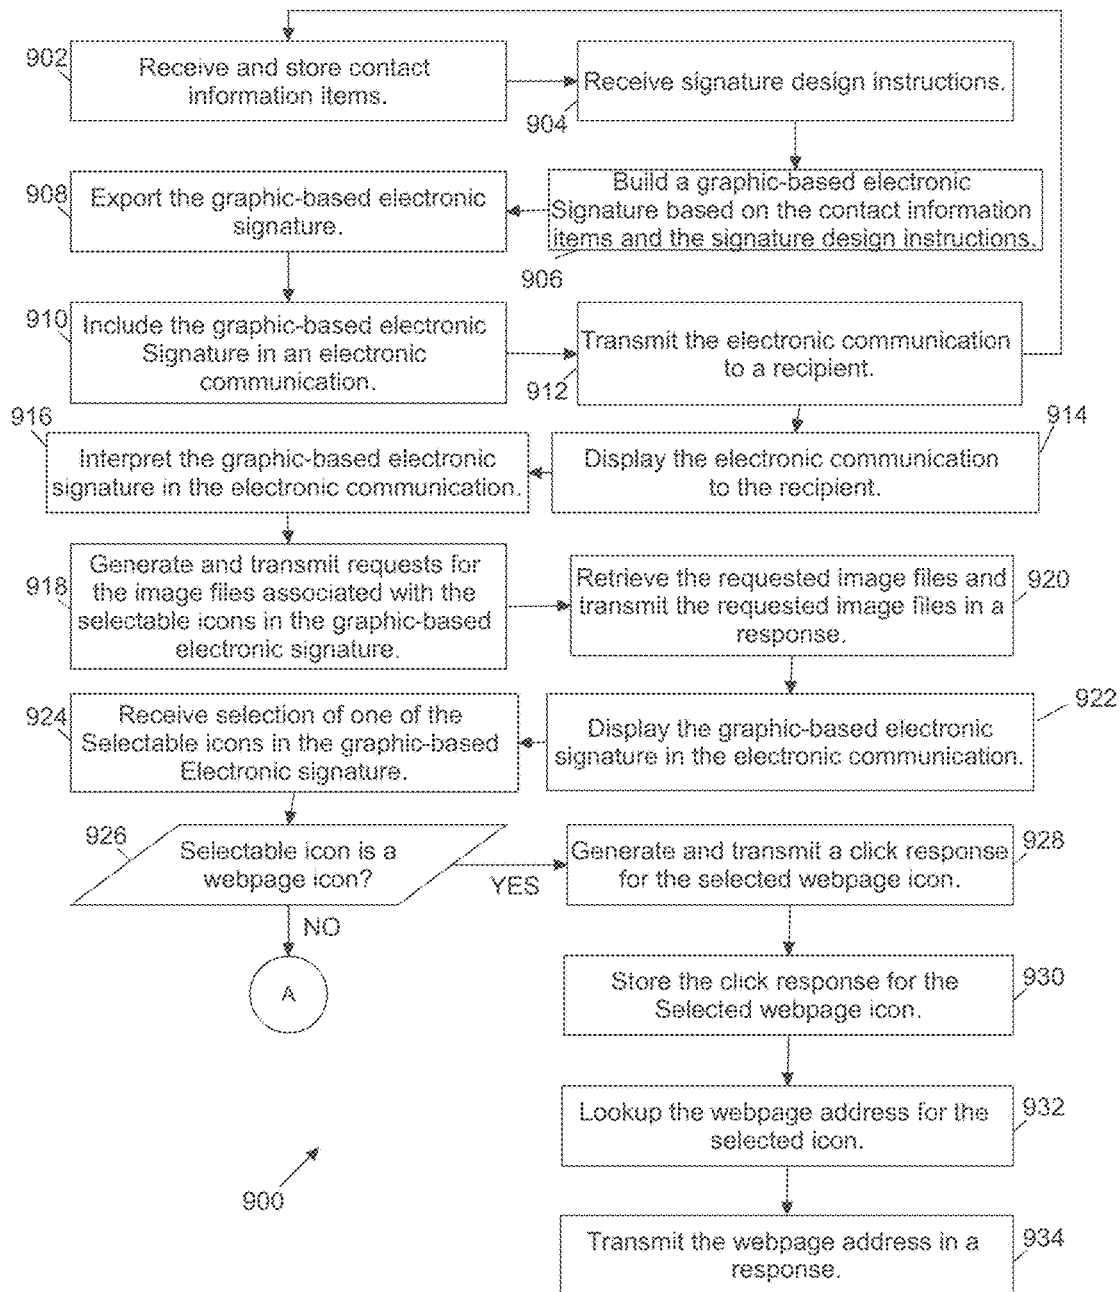 902
Receive and store contact
information items.
Receive signature design instructions.
904
908
Export the graphic-based electronic
signature.
Build a graphic-based electronic
Signature based on the contact information
items and the signature design instructions.
906
910
Include the graphic-based electronic
Signature in an electronic
communication.
Transmit the electronic communication
to a recipient.
912
916
Interpret the graphic-based electronic
signature in the electronic communication.
Display the electronic communication
to the recipient.
914
918
Generate and transmit requests for
the image files associated with the
selectable icons in the graphic-based
electronic signature.
Retrieve the requested image files and
transmit the requested image files in a
response.
920
924
Receive selection of one of the
Selectable icons in the graphic-based
Electronic signature.
Display the graphic-based electronic
signature in the electronic communication.
922
926
Selectable icon is a
webpage icon?
YES
NO
A
Generate and transmit a click response
for the selected webpage icon.
928
Store the click response for the
Selected webpage icon.
930
Lookup the webpage address for the
selected icon.
932
900
Transmit the webpage address in a
response.
934